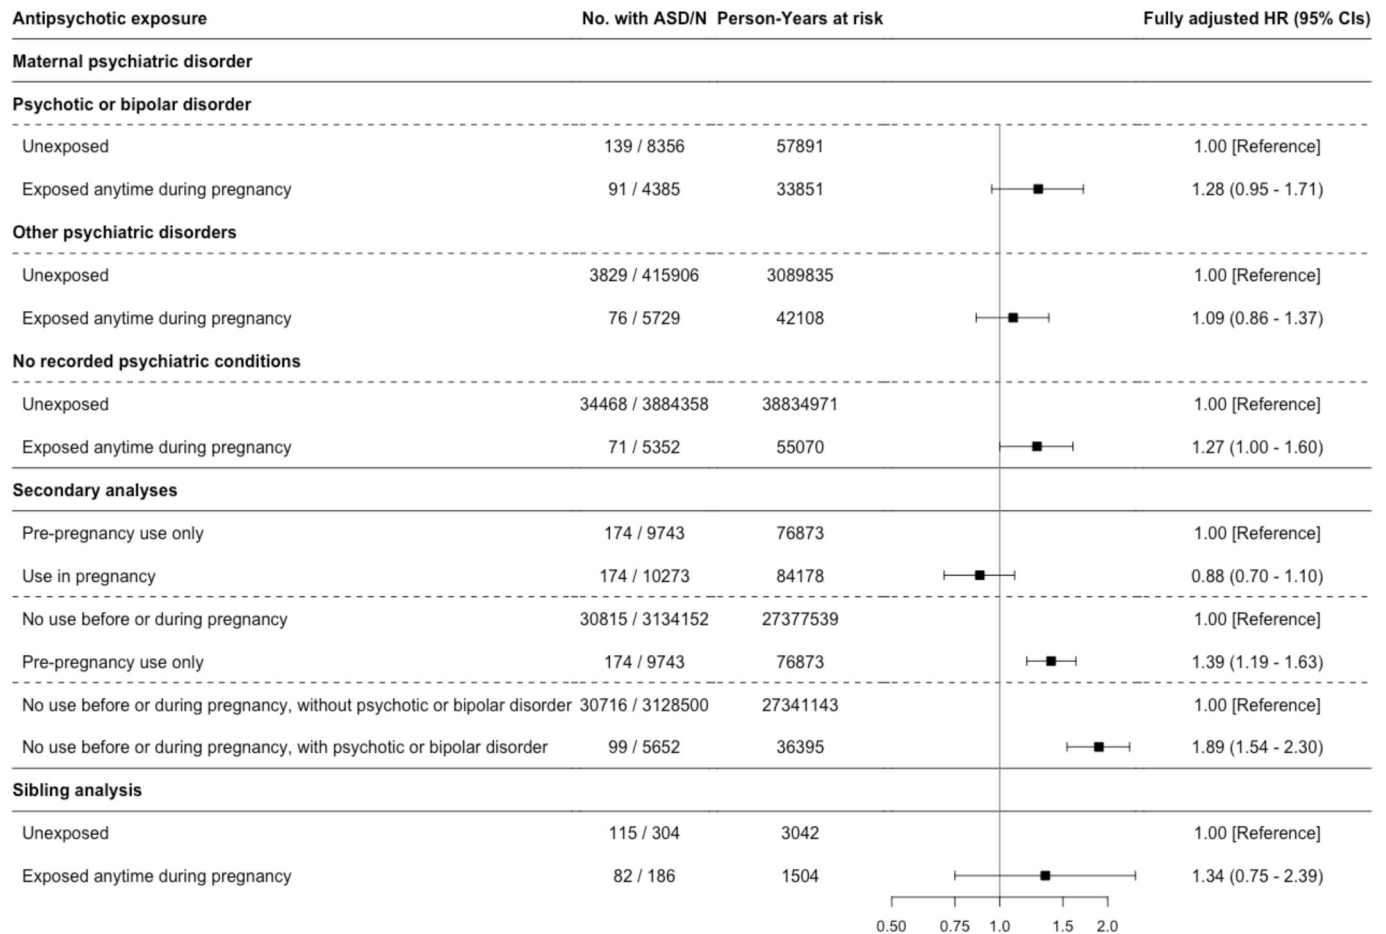 Antipsychotic exposure No. with ASD/N Person-Years at risk Fully adjusted HR (95% CIs)
Maternal psychiatric disorder
Psychotic or bipolar disorder
Unexposed 139 / 8356 57891 1.00 [Reference]
Exposed anytime during pregnancy 91 / 4385 33851 1.28 (0.95 - 1.71)
Other psychiatric disorders
Unexposed 3829 / 415906 3089835 1.00 [Reference]
Exposed anytime during pregnancy 76 / 5729 42108 1.09 (0.86 - 1.37)
No recorded psychiatric conditions
Unexposed 34468 / 3884358 38834971 1.00 [Reference]
Exposed anytime during pregnancy 71 / 5352 55070 1.27 (1.00 - 1.60)
Secondary analyses
Pre-pregnancy use only 174 / 9743 76873 1.00 [Reference]
Use in pregnancy 174 / 10273 84178 0.88 (0.70 - 1.10)
No use before or during pregnancy 30815 / 3134152 27377539 1.00 [Reference]
Pre-pregnancy use only 174 / 9743 76873 1.39 (1.19 - 1.63)
No use before or during pregnancy, without psychotic or bipolar disorder 30716 / 3128500 27341143 1.00 [Reference]
No use before or during pregnancy, with psychotic or bipolar disorder 99 / 5652 36395 1.89 (1.54 - 2.30)
Sibling analysis
Unexposed 115 / 304 3042 1.00 [Reference]
Exposed anytime during pregnancy 82 / 186 1504 1.34 (0.75 - 2.39)
0.50 0.75 1.0 1.5 2.0